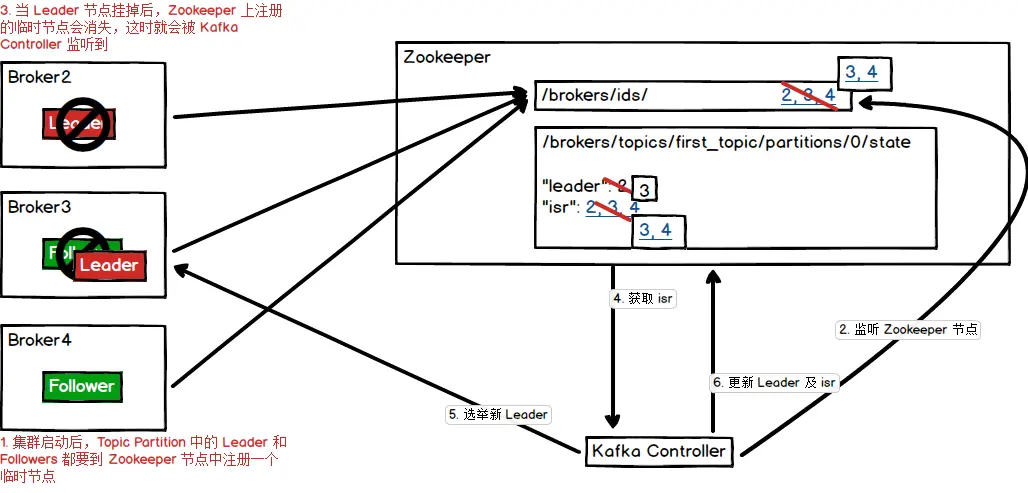 3. 当 Leader 节点挂掉后，Zookeeper 上注册
的临时节点会消失，这时就会被 Kafka
Controller 监听到
Broker2
Leader
Broker3
Follower
Leader
Broker4
Follower
1. 集群启动后，Topic Partition 中的 Leader 和
Followers 都要到 Zookeeper 节点中注册一个
临时节点
Zookeeper
3, 4
/brokers/ids/ 2, 3, 4
/brokers/topics/first_topic/partitions/0/state
"leader": 2 3
"isr": 2, 3, 4
3, 4
4. 获取 isr
2. 监听 Zookeeper 节点
6. 更新 Leader 及 isr
5. 选举新 Leader
Kafka Controller